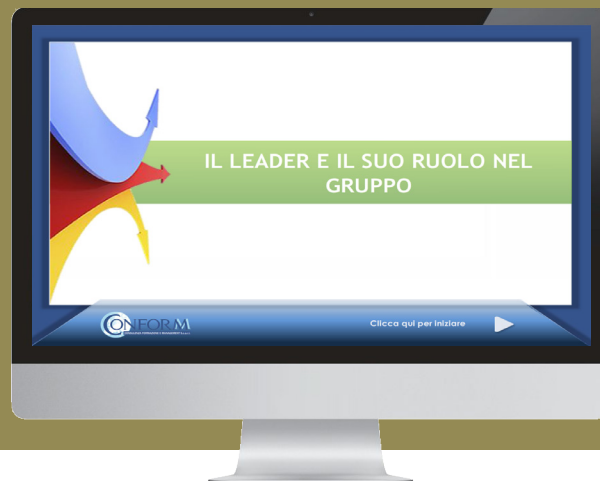 IL LEADER E IL SUO RUOLO NEL
GRUPPO
CONFORM
Clicca qui per iniziare